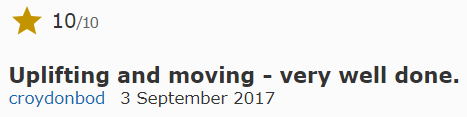 10/10
Uplifting and moving - very well done.
croydonbod 3 September 2017